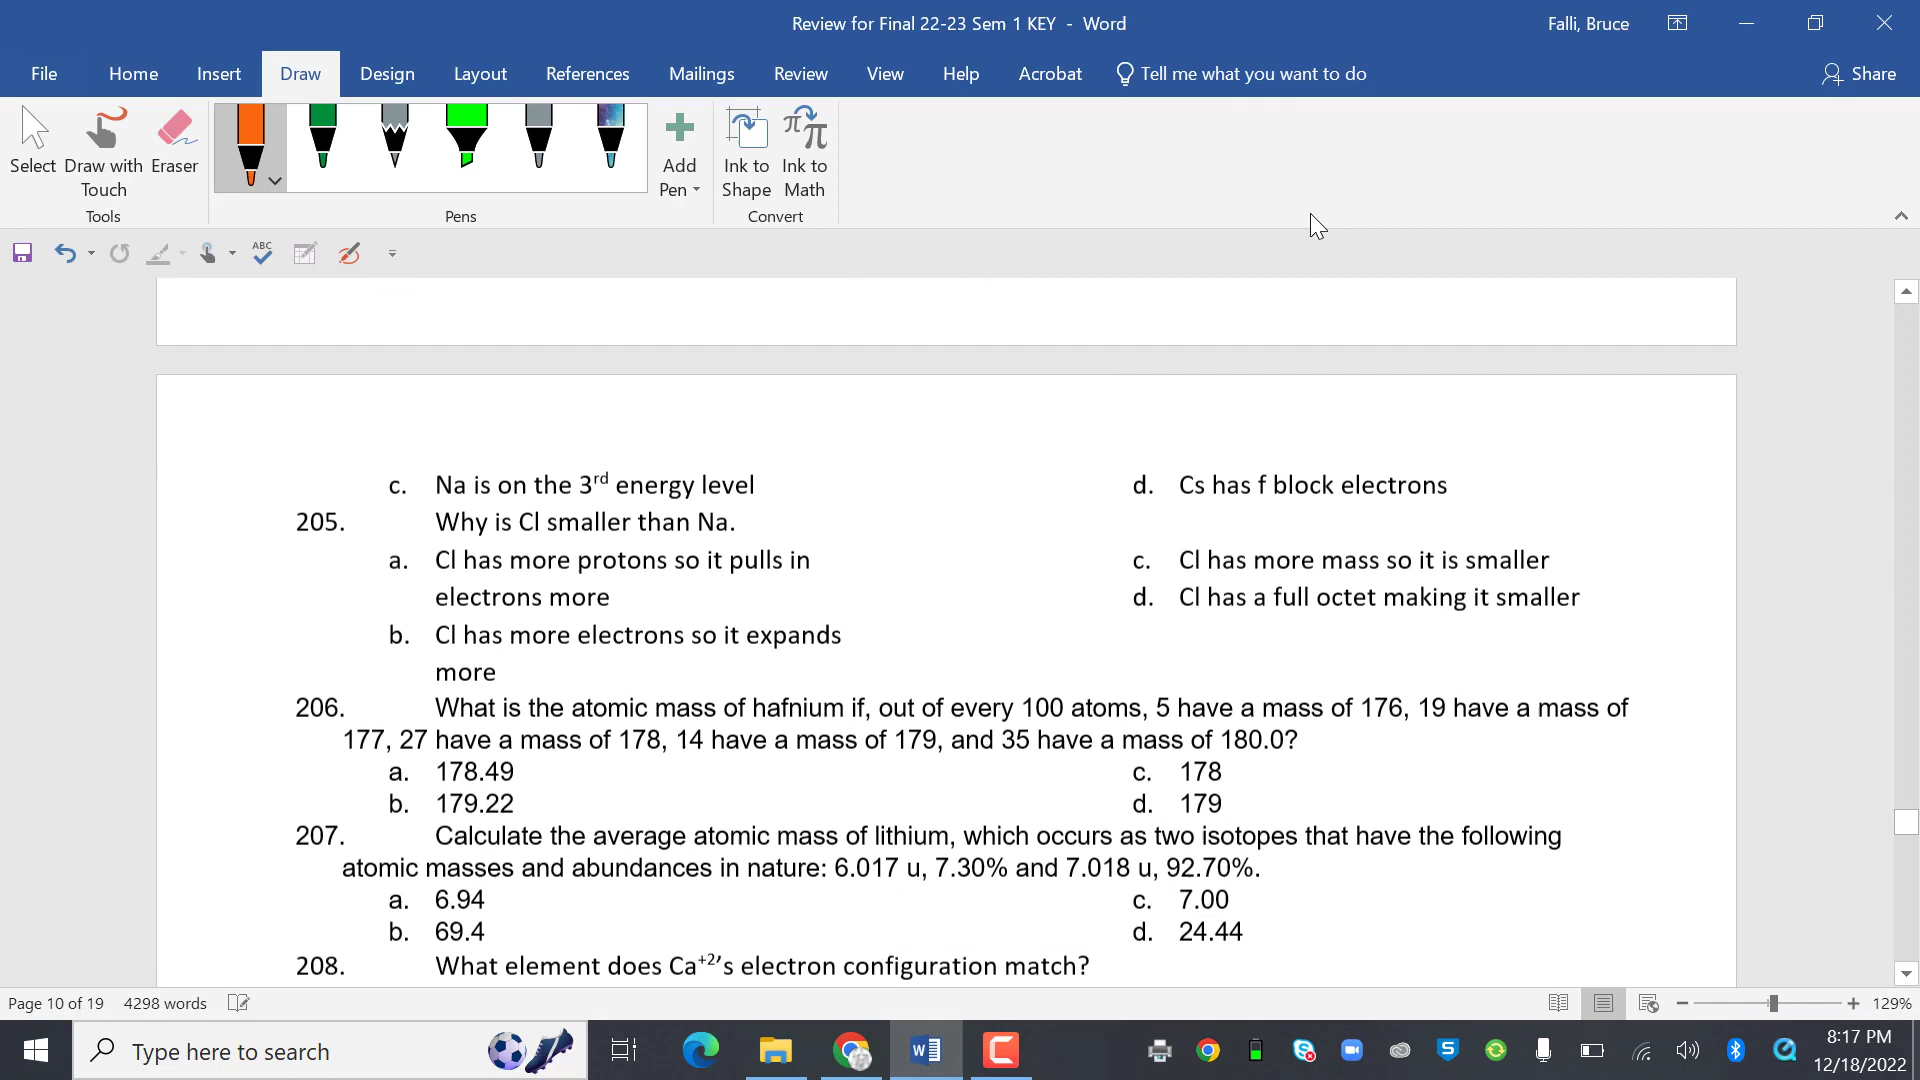 Review for Final 22-23 Sem 1 KEY - Word
Falli, Bruce
File Home Insert Draw Design Layout References Mailings Review View Help Acrobat Tell me what you want to do Share
Select Draw with Touch Eraser
Add Pen
Ink to Shape
Ink to Math
Tools Pens Convert
ABC
c. Na is on the 3rd energy level
d. Cs has f block electrons
205. Why is Cl smaller than Na.
a. Cl has more protons so it pulls in
electrons more
b. Cl has more electrons so it expands
more
c. Cl has more mass so it is smaller
d. Cl has a full octet making it smaller
206. What is the atomic mass of hafnium if, out of every 100 atoms, 5 have a mass of 176, 19 have a mass of
177, 27 have a mass of 178, 14 have a mass of 179, and 35 have a mass of 180.0?
a. 178.49
b. 179.22
c. 178
d. 179
207. Calculate the average atomic mass of lithium, which occurs as two isotopes that have the following
atomic masses and abundances in nature: 6.017 u, 7.30% and 7.018 u, 92.70%.
a. 6.94
b. 69.4
c. 7.00
d. 24.44
208. What element does Ca+2's electron configuration match?
Page 10 of 19 4298 words
129%
Type here to search
8:17 PM
12/18/2022